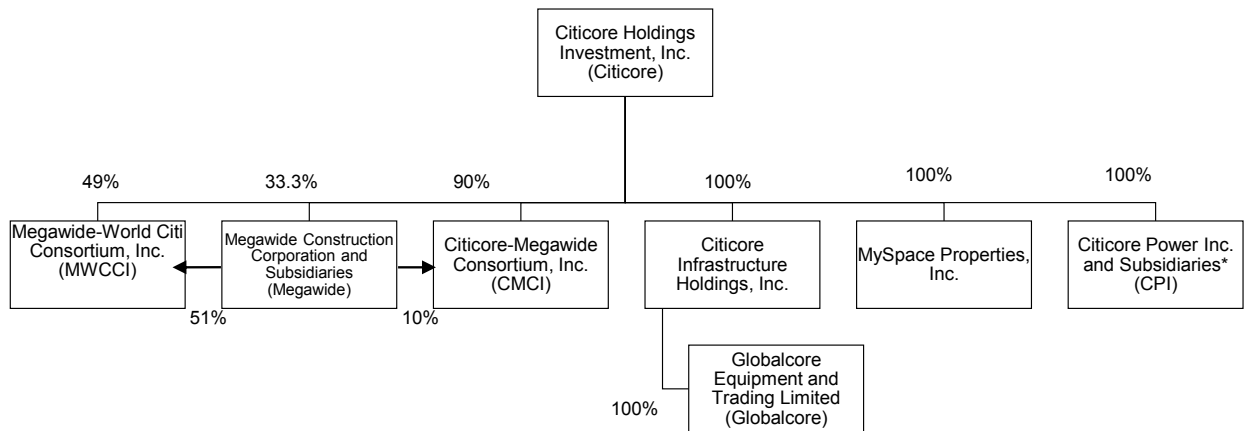 Citicore Holdings
Investment, Inc.
(Citicore)
49%
33.3%
90%
100%
100%
100%
Megawide-World Citi
Consortium, Inc.
(MWCCI)
Megawide Construction
Corporation and
Subsidiaries
(Megawide)
Citicore-Megawide
Consortium, Inc.
(CMCI)
Citicore
Infrastructure
Holdings, Inc.
MySpace Properties,
Inc.
Citicore Power Inc.
and Subsidiaries*
(CPI)
51%
10%
Globalcore
Equipment and
Trading Limited
(Globalcore)
100%